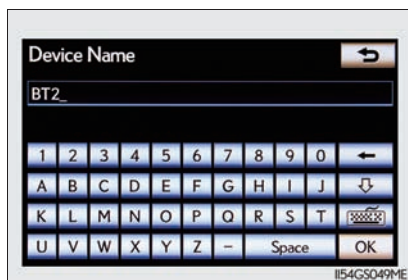 Device Name
BT2_
1 2 3 4 5 6 7 8 9 0
A B C D E F G H I J
K L M N O P Q R S T
U V W X Y Z - Space OK
II54GS049ME